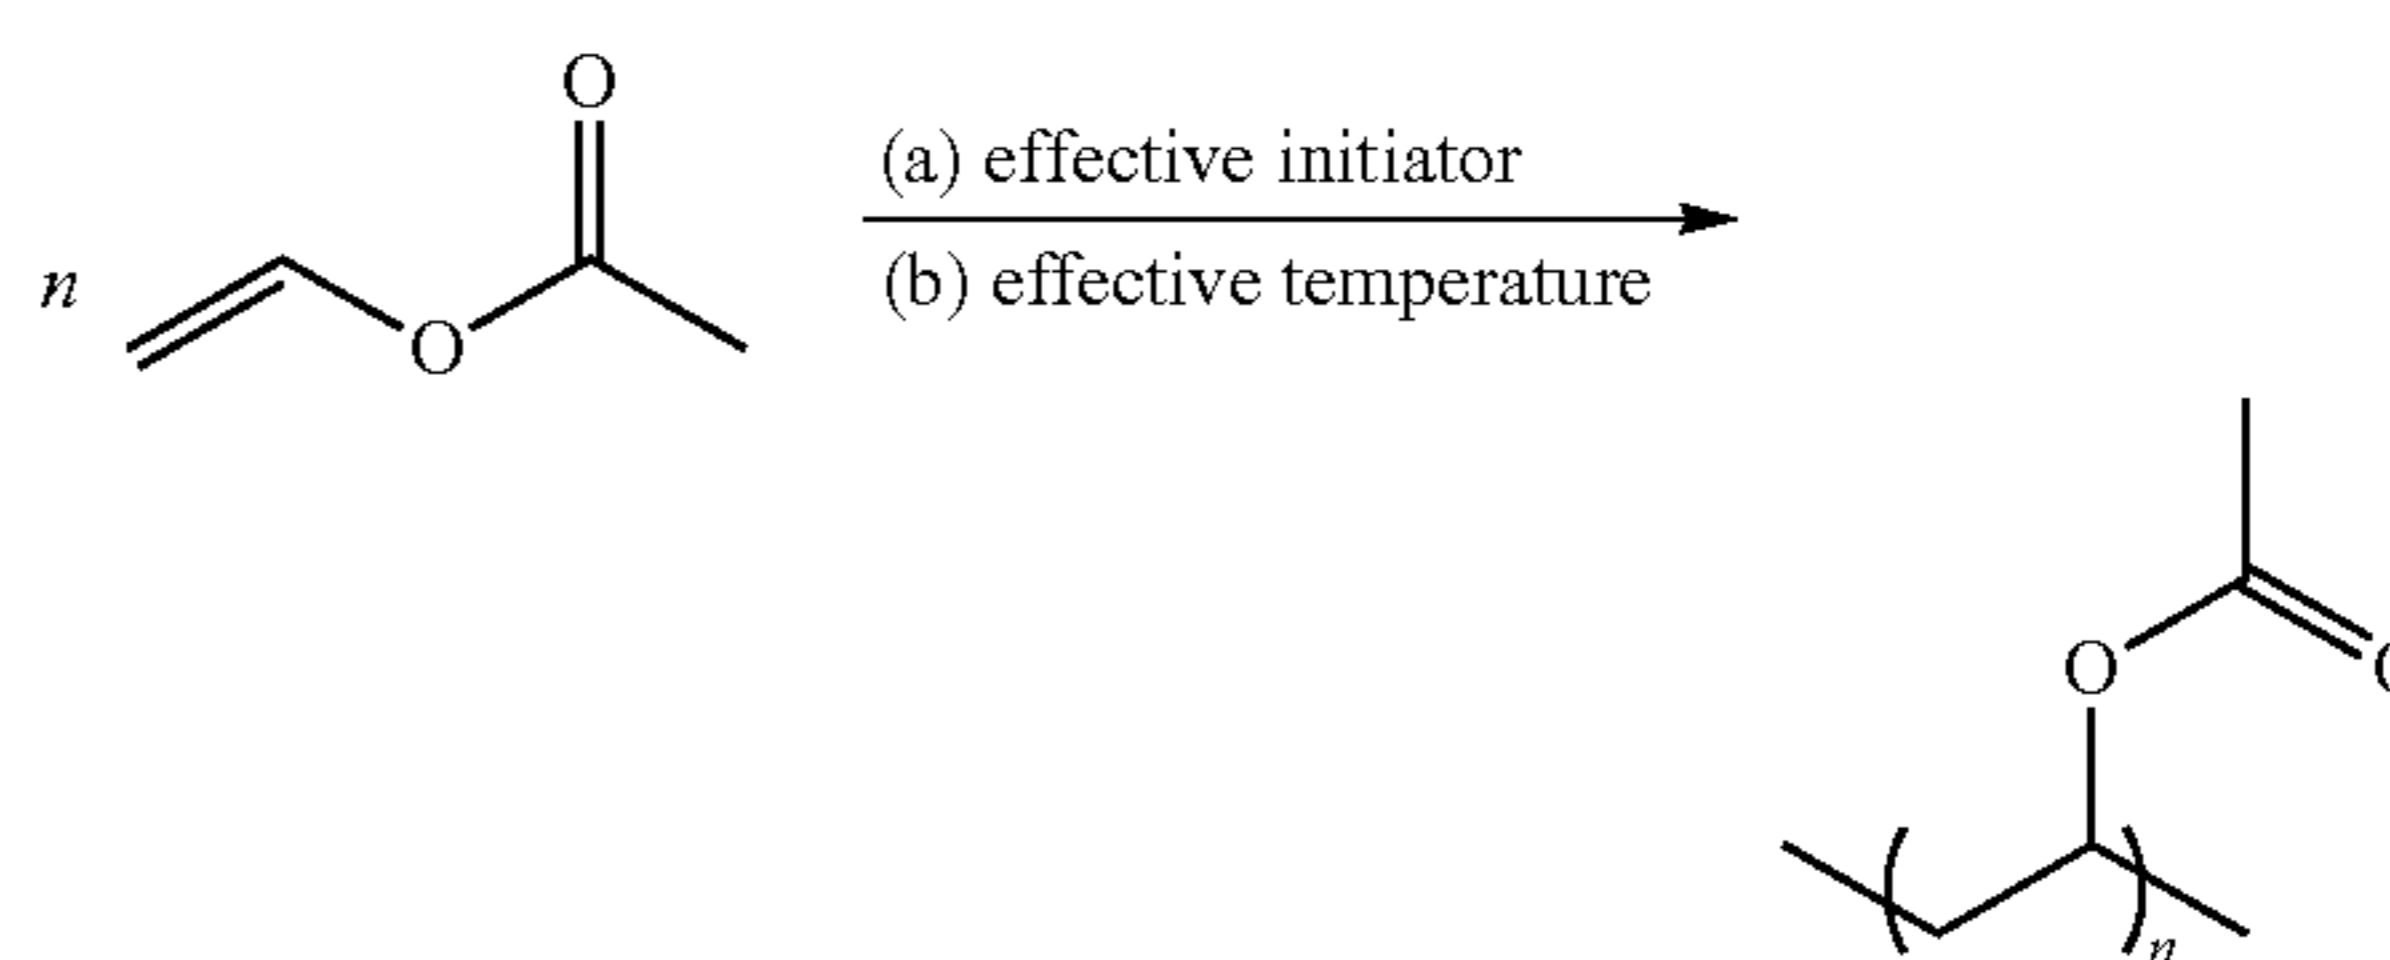 O
(a) effective initiator
n
(b) effective temperature
O
O
n